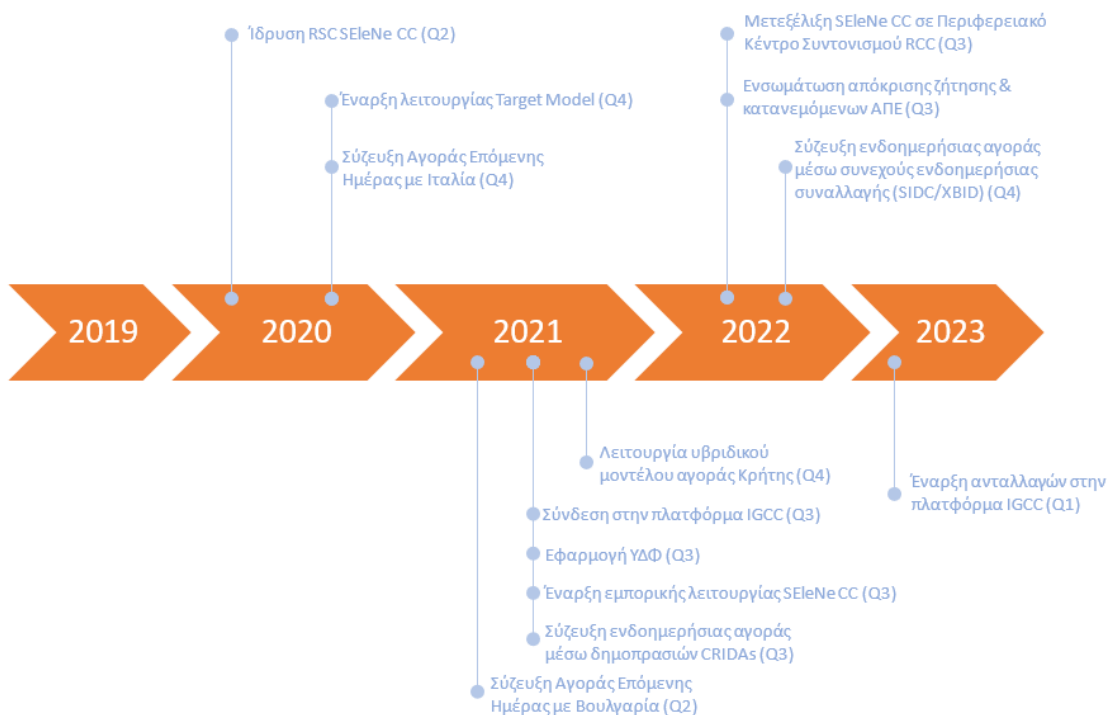 Ίδρυση RSC SEleNe CC (Q2)
Έναρξη λειτουργίας Target Model (Q4)
Σύζευξη Αγοράς Επόμενης
Ημέρας με Ιταλία (Q4)
Μετεξέλιξη SEleNe CC σε Περιφερειακό
Κέντρο Συντονισμού RCC (Q3)
Ενσωμάτωση απόκρισης ζήτησης &
κατανεμόμενων ΑΠΕ (Q3)
Σύζευξη ενδοημερήσιας αγοράς
μέσω συνεχούς ενδοημερήσιας
συναλλαγής (SIDC/XBID) (Q4)
2019
2020
2021
2022
2023
Λειτουργία υβριδικού
μοντέλου αγοράς Κρήτης (Q4)
Σύνδεση στην πλατφόρμα IGCC (Q3)
Εφαρμογή ΥΔΦ (Q3)
Έναρξη εμπορικής λειτουργίας SEleNe CC (Q3)
Σύζευξη ενδοημερήσιας αγοράς
μέσω δημοπρασιών CRIDAs (Q3)
Σύζευξη Αγοράς Επόμενης
Ημέρας με Βουλγαρία (Q2)
Έναρξη ανταλλαγών στην
πλατφόρμα IGCC (Q1)